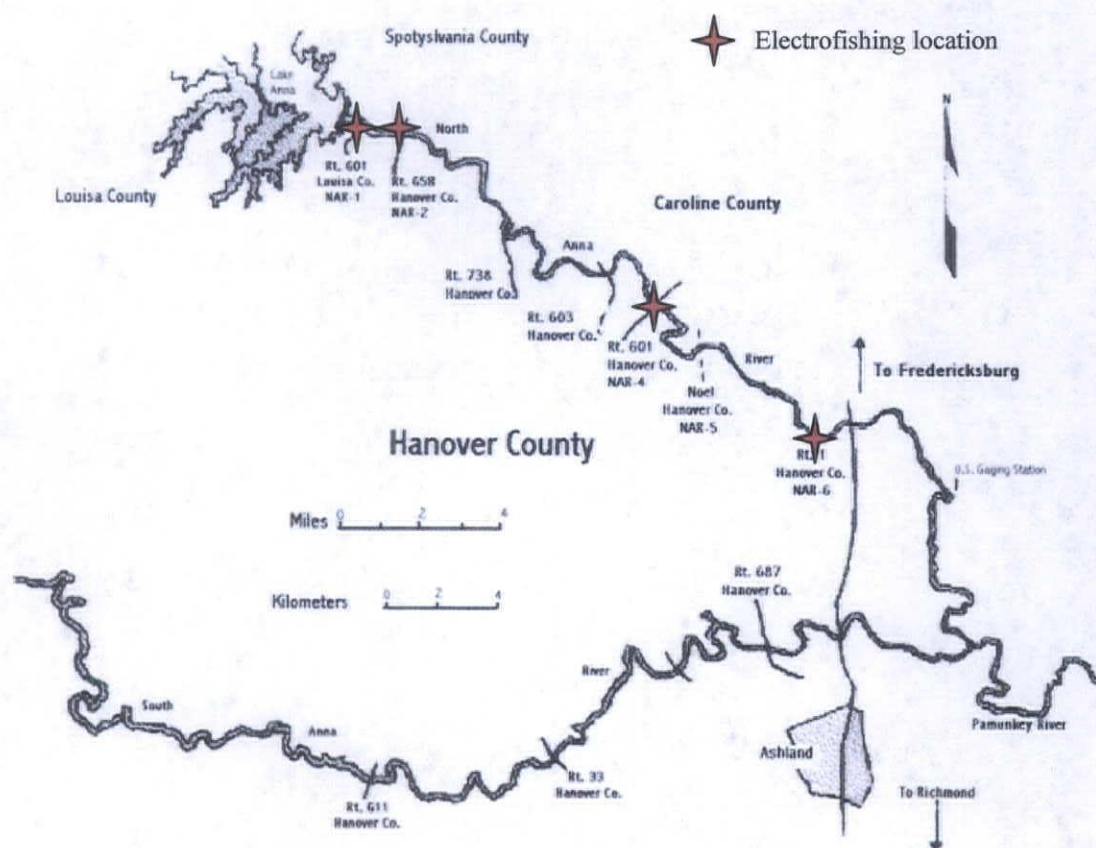 Spotyslvania County
Electrofishing location
Lake
Anna
N
North
Rt. 601
Louisa Co.
NAR-1
Rt. 658
Hanover Co.
NAR-2
Louisa County
Caroline County
Anna
Rt. 738
Hanover Co.
Rt. 603
Hanover Co.
Rt. 601
Hanover Co.
NAR-4
River
To Fredericksburg
Noel
Hanover Co.
NAR-5
Hanover County
Rt. 1
Hanover Co.
NAR-6
U.S. Gaging Station
Miles 0 2 4
Rt. 687
Hanover Co.
Kilometers 0 2 4
River
South
Anna
Pamunkey River
Ashland
Rt. 33
Hanover Co.
To Richmond
Rt. 611
Hanover Co.